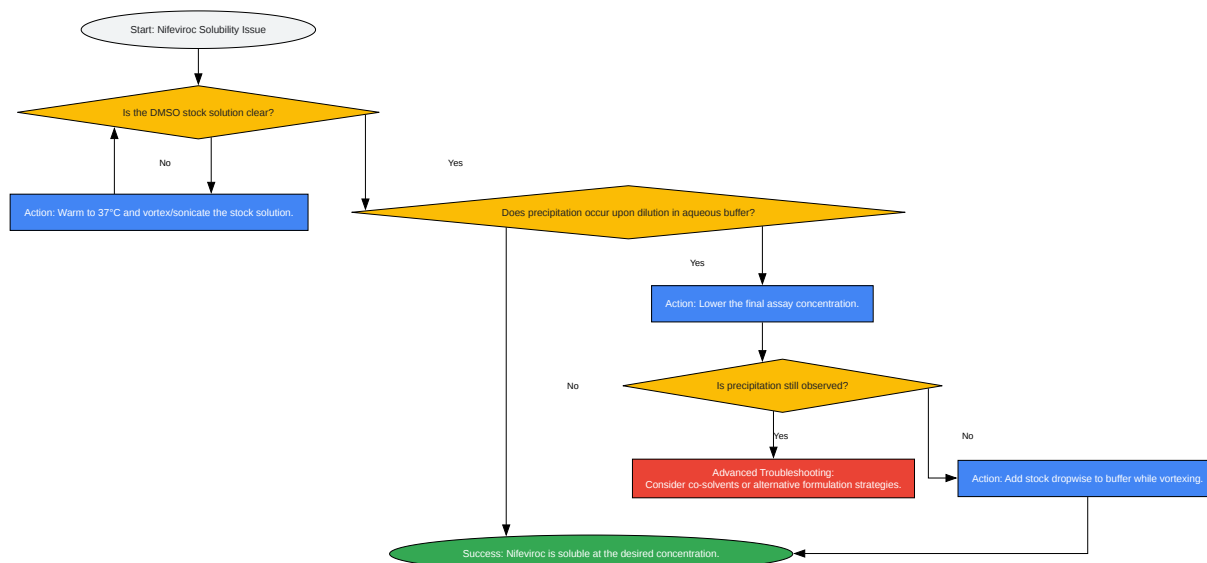 Start: Nifeviroc Solubility Issue
Is the DMSO stock solution clear?
No
Yes
Action: Warm to 37°C and vortex/sonicate the stock solution.
Does precipitation occur upon dilution in aqueous buffer?
Yes
Action: Lower the final assay concentration.
No
Is precipitation still observed?
Yes
No
Advanced Troubleshooting:
Consider co-solvents or alternative formulation strategies.
Action: Add stock dropwise to buffer while vortexing.
Success: Nifeviroc is soluble at the desired concentration.